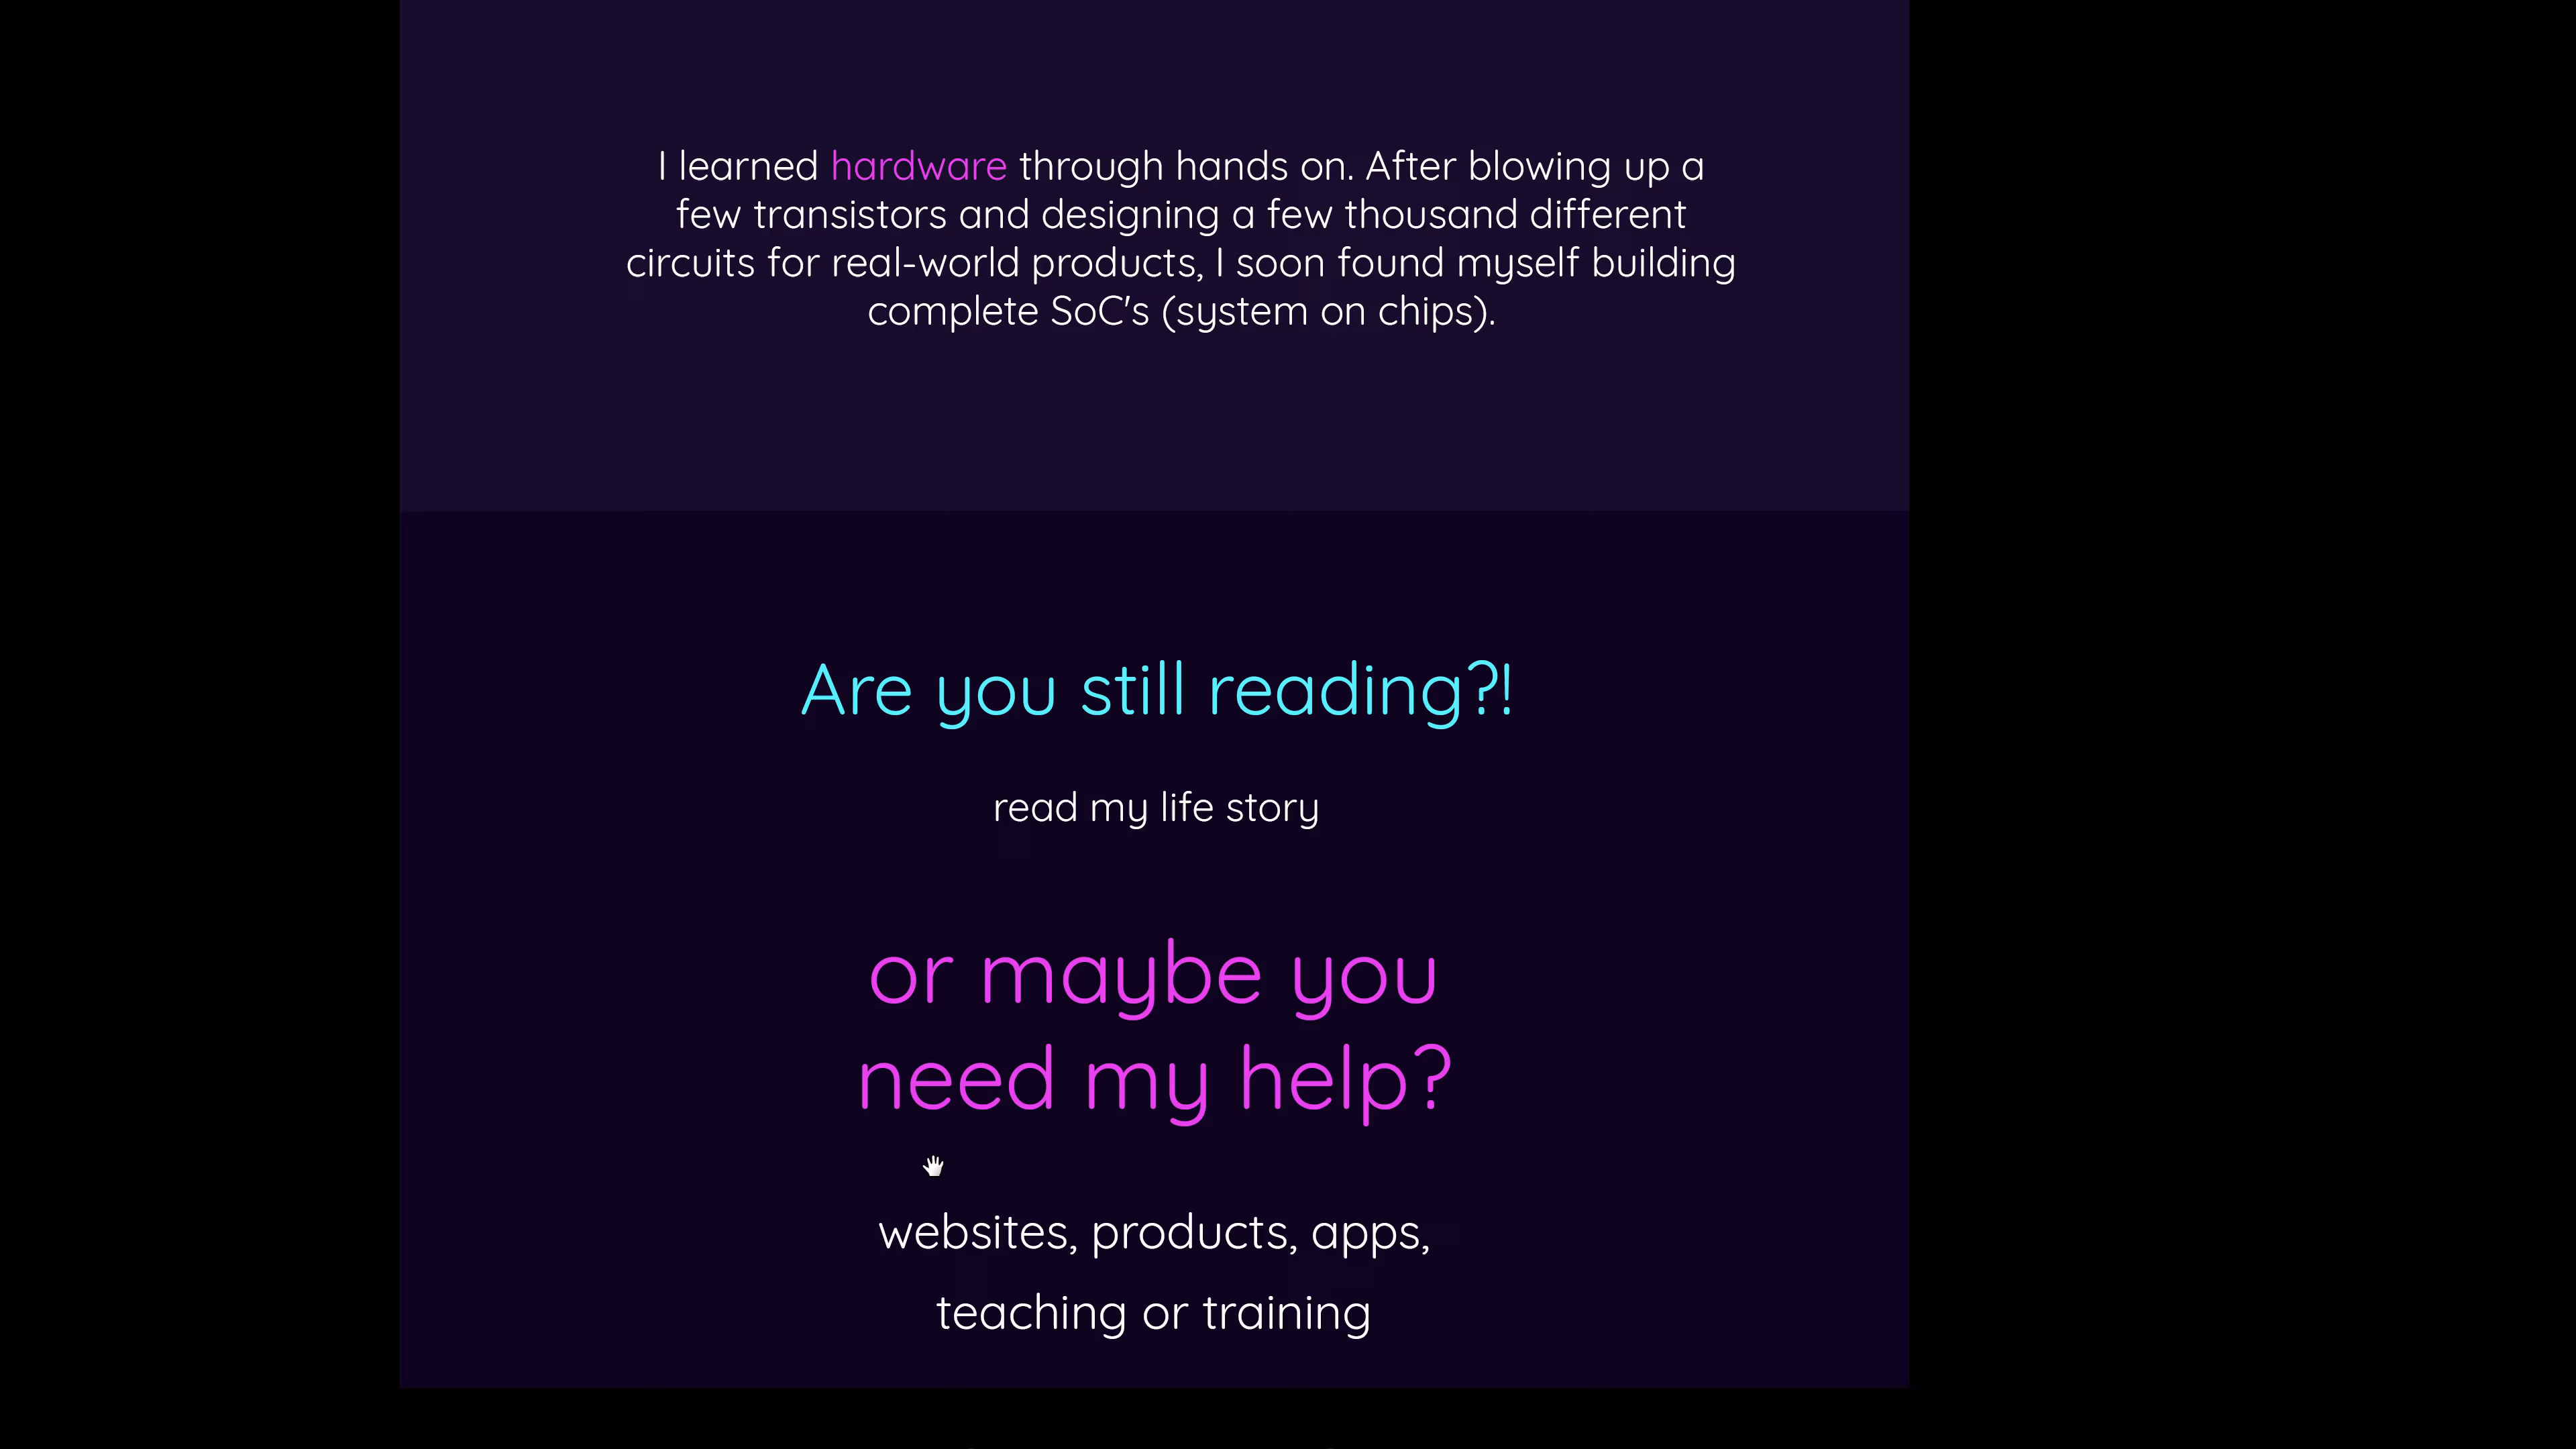 I learned hardware through hands on. After blowing up a
few transistors and designing a few thousand different
circuits for real-world products, I soon found myself building
complete SoC's (system on chips).
Are you still reading?!
read my life story
or maybe you
need my help?
websites, products, apps,
teaching or training